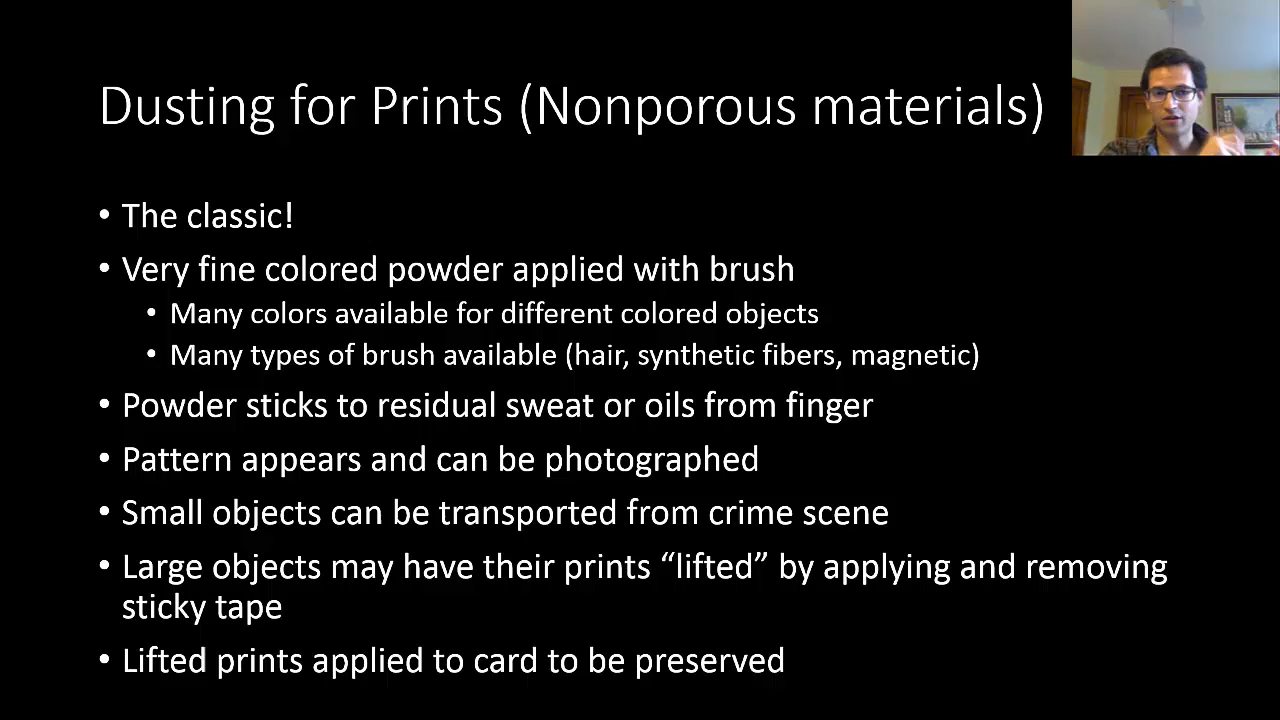 Dusting for Prints (Nonporous materials)
• The classic!
• Very fine colored powder applied with brush
• Many colors available for different colored objects
• Many types of brush available (hair, synthetic fibers, magnetic)
• Powder sticks to residual sweat or oils from finger
• Pattern appears and can be photographed
• Small objects can be transported from crime scene
• Large objects may have their prints “lifted” by applying and removing
sticky tape
• Lifted prints applied to card to be preserved